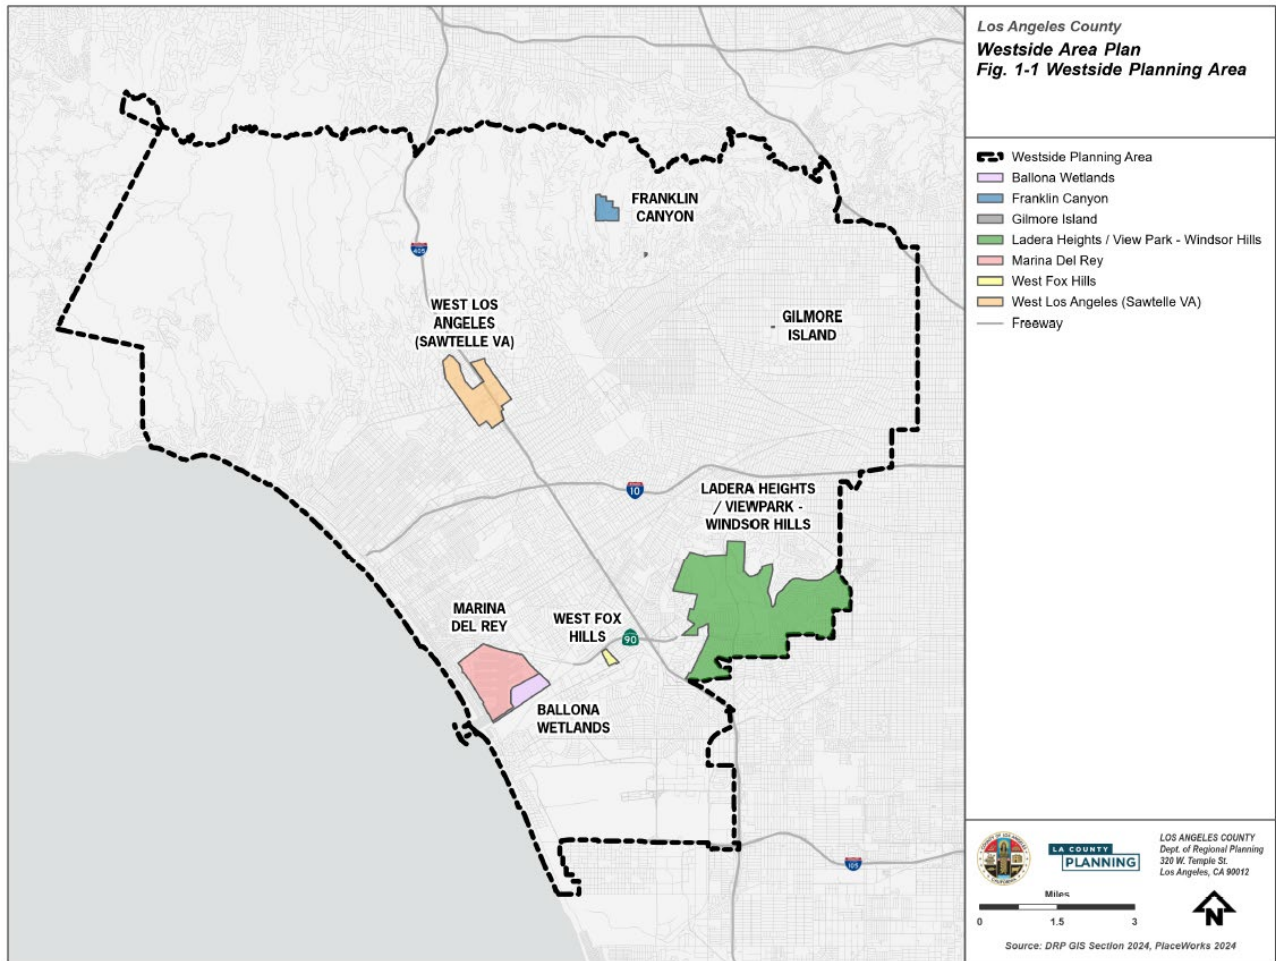 Los Angeles County
Westside Area Plan
Fig. 1-1 Westside Planning Area
Westside Planning Area
Ballona Wetlands
Franklin Canyon
Gilmore Island
Ladera Heights / View Park - Windsor Hills
Marina Del Rey
West Fox Hills
West Los Angeles (Sawtelle VA)
Freeway
FRANKLIN
CANYON
405
WEST LOS
ANGELES
(SAWTELLE VA)
GILMORE
ISLAND
10
LADERA HEIGHTS
/ VIEWPARK -
WINDSOR HILLS
MARINA
DEL REY
WEST FOX
HILLS
90
BALLONA
WETLANDS
105
LA COUNTY
PLANNING
LOS ANGELES COUNTY
Dept. of Regional Planning
320 W. Temple St.
Los Angeles, CA 90012
Miles
0 1.5 3
N
Source: DRP GIS Section 2024, PlaceWorks 2024